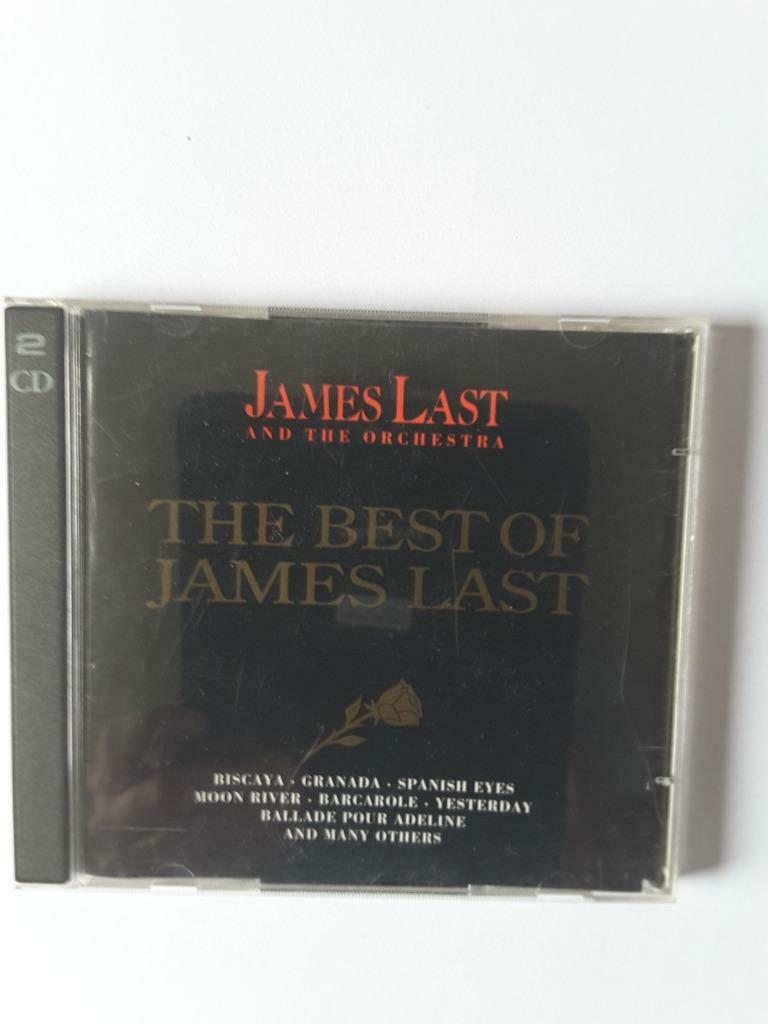 2
CD
JAMES LAST
AND THE ORCHESTRA
THE BEST OF
JAMES LAST
BISCAYA · GRANADA · SPANISH EYES
MOON RIVER · BARCAROLE · YESTERDAY
BALLADE POUR ADELINE
AND MANY OTHERS